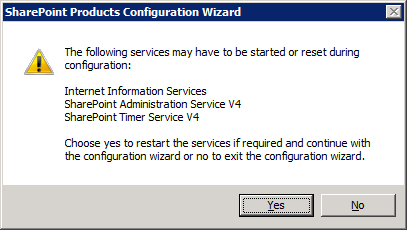 SharePoint Products Configuration Wizard
The following services may have to be started or reset during
configuration:
Internet Information Services
SharePoint Administration Service V4
SharePoint Timer Service V4
Choose yes to restart the services if required and continue with
the configuration wizard or no to exit the configuration wizard.
Yes
No